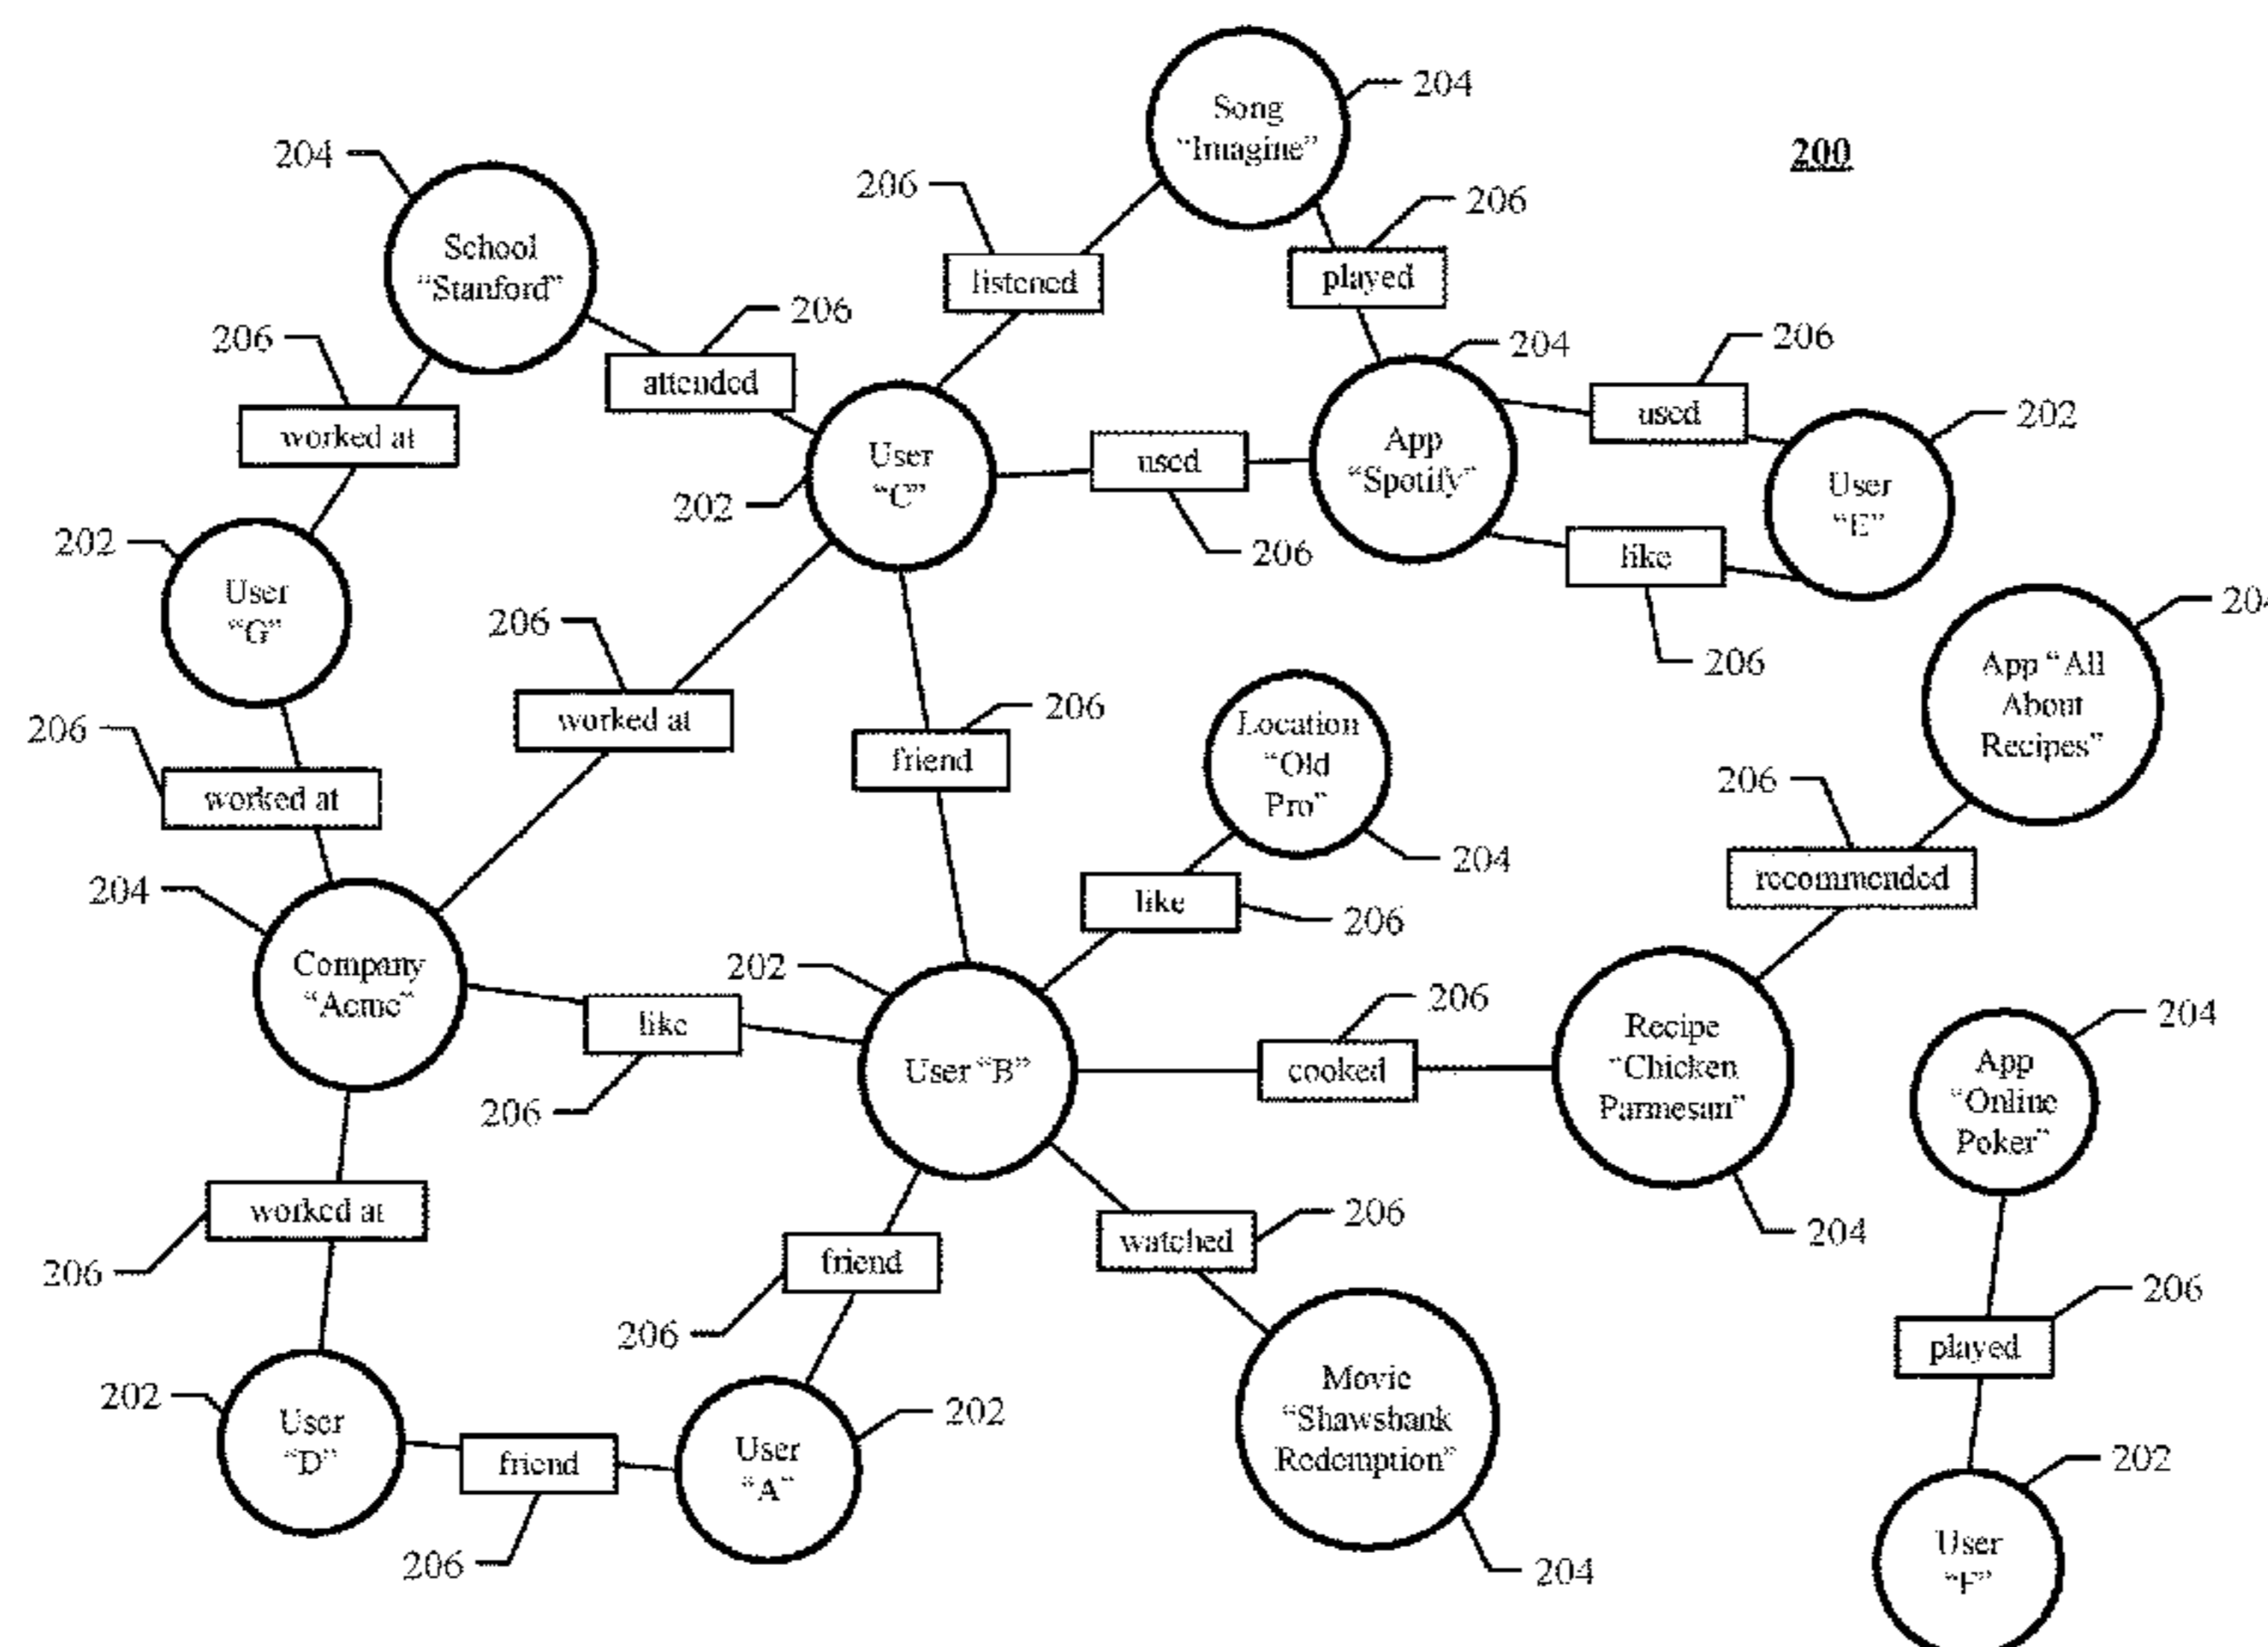 204
Song
“Imagine”
200
204
206
206
School
“Stanford”
listened
played
206
206
204
206
attended
used
202
worked at
User
“C”
used
App
“Spotify”
User
“E”
202
202
206
like
204
User
“G”
206
206
App “All
About
Recipes”
206
worked at
206
Location
“Old
Pro”
friend
206
worked at
204
recommended
204
like
206
Company
“Acme”
202
206
204
like
User “B”
cooked
Recipe
“Chicken
Parmesan”
App
“Online
Poker”
206
worked at
206
204
friend
watched
206
206
206
played
202
User
“D”
User
“A”
202
Movie
“Shawshank
Redemption”
friend
202
206
204
User
“F”